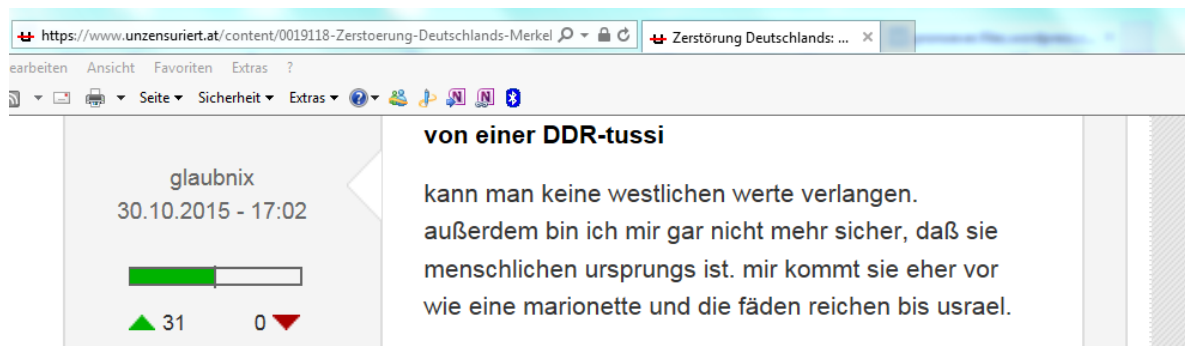 https://www.unzensuriert.at/content/0019118-Zerstoerung-Deutschlands-Merkel
Zerstörung Deutschlands: ...
earbeiten Ansicht Favoriten Extras ?
Seite Sicherheit Extras
von einer DDR-tussi
glaubnix
30.10.2015 - 17:02
kann man keine westlichen werte verlangen.
außerdem bin ich mir gar nicht mehr sicher, daß sie
menschlichen ursprungs ist. mir kommt sie eher vor
wie eine marionette und die fäden reichen bis usrael.
31 0